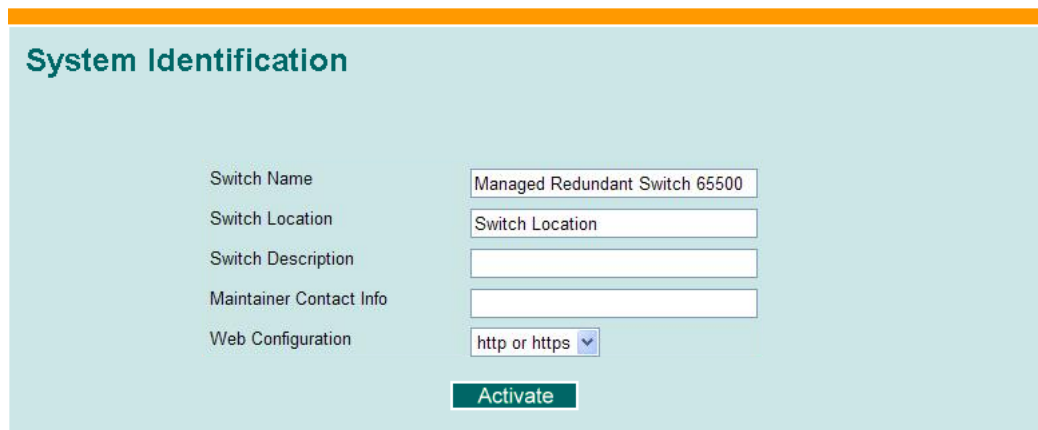 System Identification
Switch Name Managed Redundant Switch 65500
Switch Location Switch Location
Switch Description
Maintainer Contact Info
Web Configuration http or https
Activate